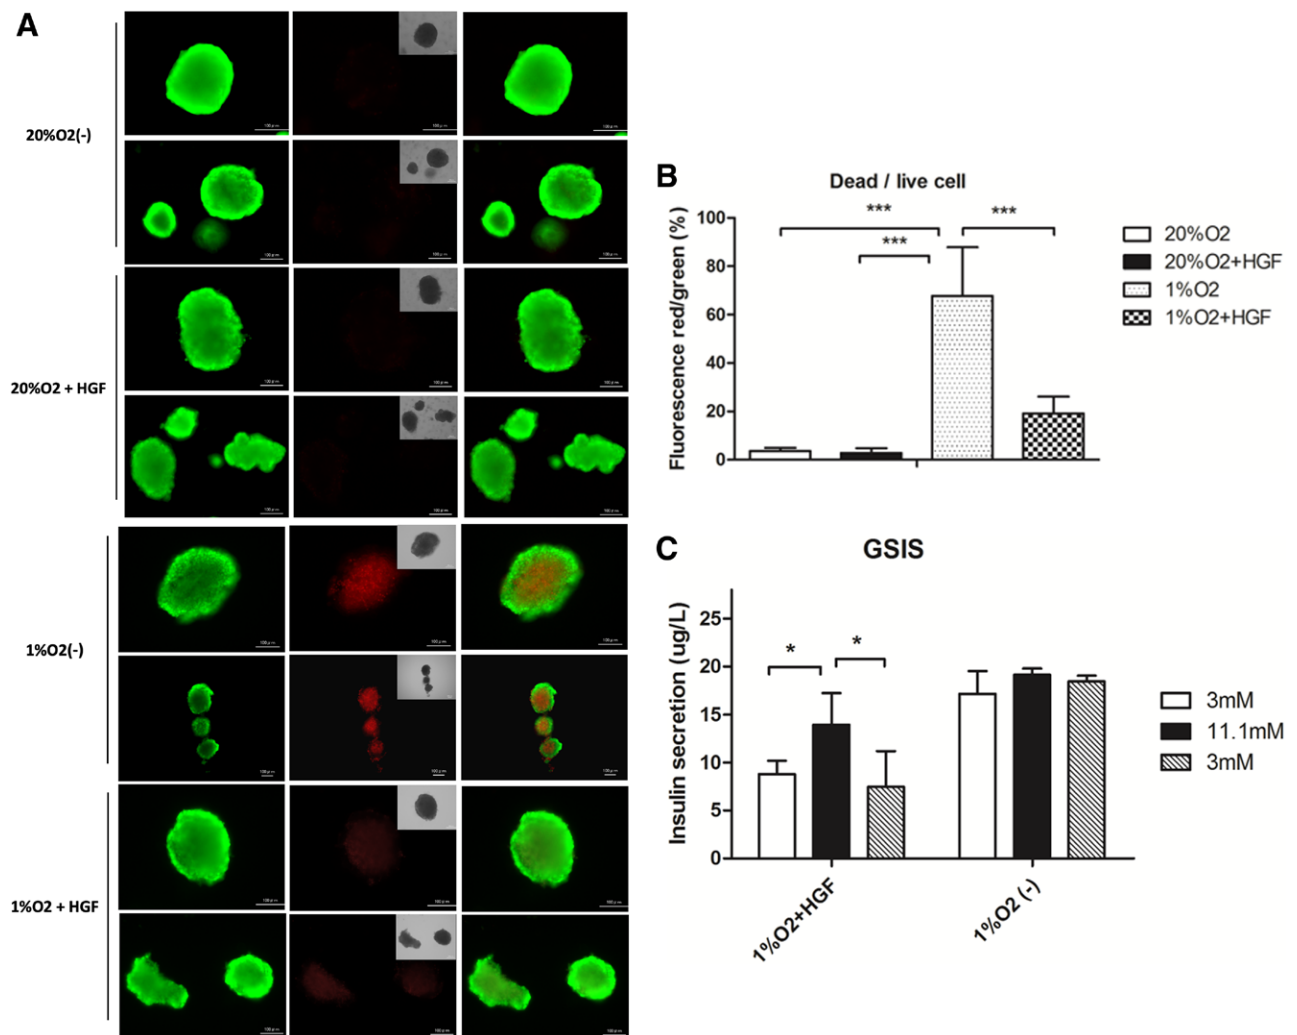 A
20%O2(-)
20%O2 + HGF
1%O2(-)
1%O2 + HGF
B
Dead / live cell
***
***
***
Fluorescence red/green (%)
100
80
60
40
20
0
20%O2
20%O2+HGF
1%O2
1%O2+HGF
C
GSIS
Insulin secretion (ug/L)
25
20
15
10
5
0
*
*
3mM
11.1mM
3mM
1%O2+HGF
1%O2 (-)